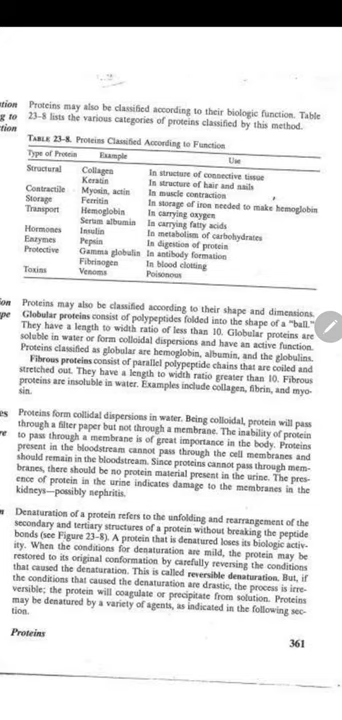 tion Proteins may also be classified according to their biologic function. Table
g to 23–8 lists the various categories of proteins classified by this method.
tion
TABLE 23–8. Proteins Classified According to Function
Type of Protein Example Use
Structural Collagen In structure of connective tissue
Keratin In structure of hair and nails
Contractile Myosin, actin In muscle contraction
Storage Ferritin In storage of iron needed to make hemoglobin
Transport Hemoglobin In carrying oxygen
Serum albumin In carrying fatty acids
Hormones Insulin In metabolism of carbohydrates
Enzymes Pepsin In digestion of protein
Protective Gamma globulin In antibody formation
Fibrinogen In blood clotting
Toxins Venoms Poisonous
ion Proteins may also be classified according to their shape and dimensions.
pe Globular proteins consist of polypeptides folded into the shape of a "ball."
They have a length to width ratio of less than 10. Globular proteins are
soluble in water or form colloidal dispersions and have an active function.
Proteins classified as globular are hemoglobin, albumin, and the globulins.
Fibrous proteins consist of parallel polypeptide chains that are coiled and
stretched out. They have a length to width ratio greater than 10. Fibrous
proteins are insoluble in water. Examples include collagen, fibrin, and myo-
sin.
es Proteins form collidal dispersions in water. Being colloidal, protein will pass
through a filter paper but not through a membrane. The inability of protein
re to pass through a membrane is of great importance in the body. Proteins
present in the bloodstream cannot pass through the cell membranes and
should remain in the bloodstream. Since proteins cannot pass through mem-
branes, there should be no protein material present in the urine. The pres-
ence of protein in the urine indicates damage to the membranes in the
kidneys—possibly nephritis.
n Denaturation of a protein refers to the unfolding and rearrangement of the
secondary and tertiary structures of a protein without breaking the peptide
bonds (see Figure 23–8). A protein that is denatured loses its biologic activ-
ity. When the conditions for denaturation are mild, the protein may be
restored to its original conformation by carefully reversing the conditions
that caused the denaturation. This is called reversible denaturation. But, if
the conditions that caused the denaturation are drastic, the process is irre-
versible; the protein will coagulate or precipitate from solution. Proteins
may be denatured by a variety of agents, as indicated in the following sec-
tion.
Proteins
361